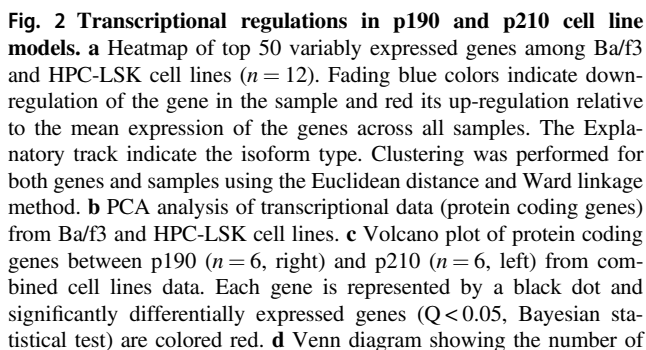 Fig. 2 Transcriptional regulations in p190 and p210 cell line
models. a Heatmap of top 50 variably expressed genes among Ba/f3
and HPC-LSK cell lines (n = 12). Fading blue colors indicate down-
regulation of the gene in the sample and red its up-regulation relative
to the mean expression of the genes across all samples. The Expla-
natory track indicate the isoform type. Clustering was performed for
both genes and samples using the Euclidean distance and Ward linkage
method. b PCA analysis of transcriptional data (protein coding genes)
from Ba/f3 and HPC-LSK cell lines. c Volcano plot of protein coding
genes between p190 (n = 6, right) and p210 (n = 6, left) from com-
bined cell lines data. Each gene is represented by a black dot and
significantly differentially expressed genes (Q < 0.05, Bayesian sta-
tistical test) are colored red. d Venn diagram showing the number of